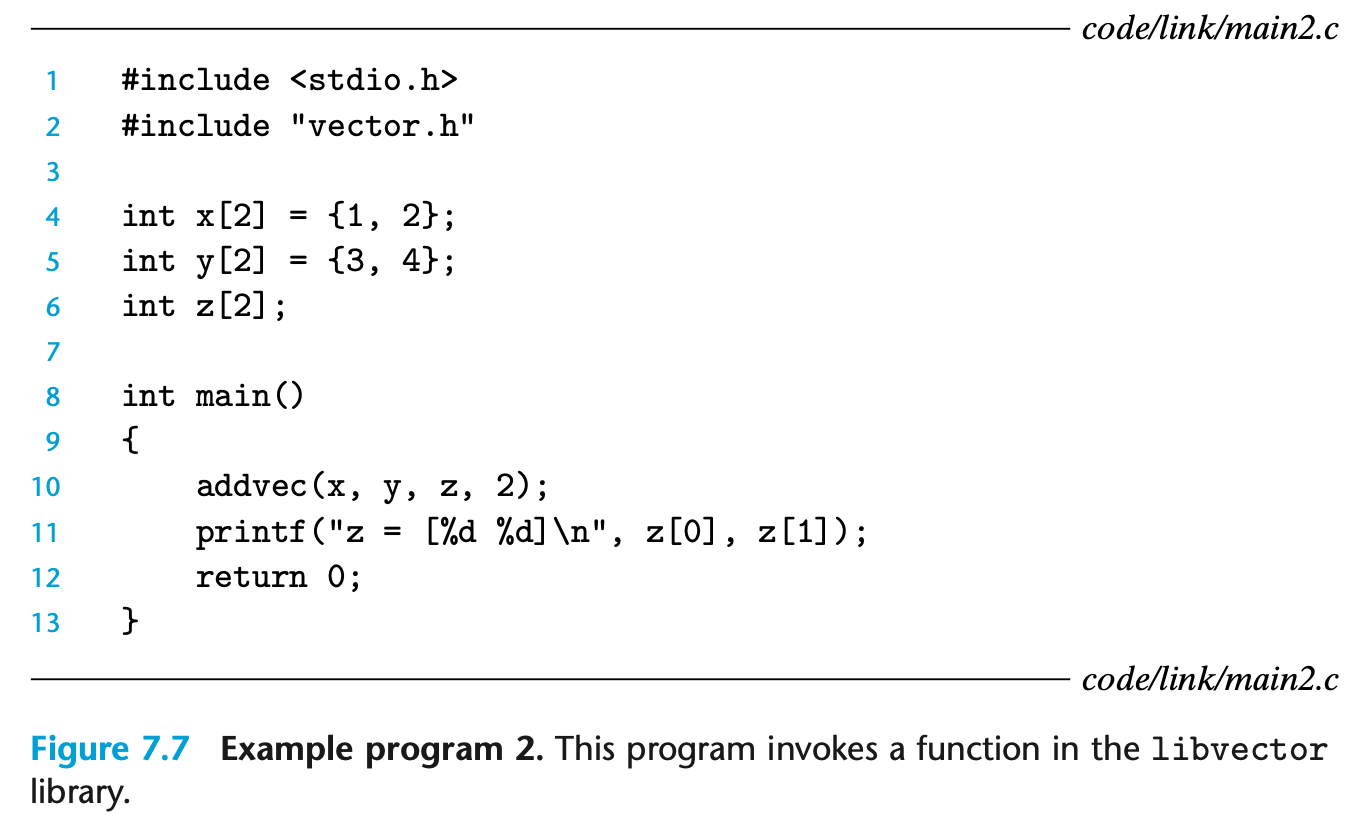 code/link/main2.c
1 #include <stdio.h>
2 #include "vector.h"
3
4 int x[2] = {1, 2};
5 int y[2] = {3, 4};
6 int z[2];
7
8 int main()
9 {
10     addvec(x, y, z, 2);
11     printf("z = [%d %d]\n", z[0], z[1]);
12     return 0;
13 }
code/link/main2.c
Figure 7.7 Example program 2. This program invokes a function in the libvector
library.